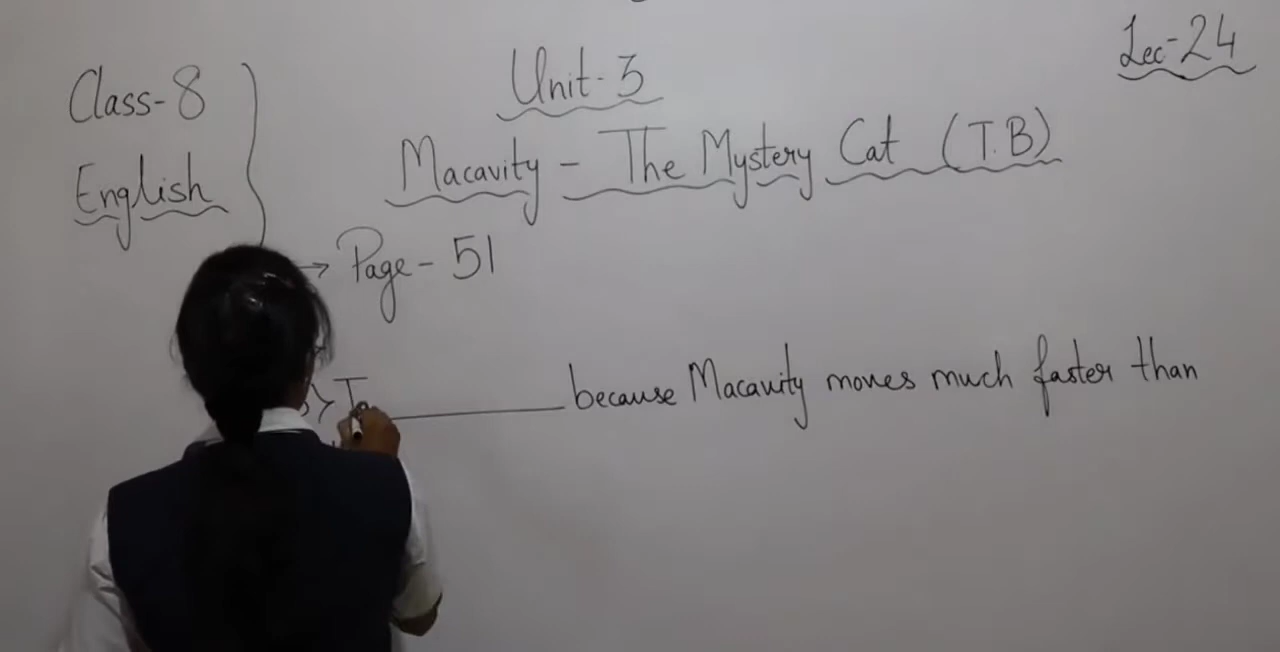 Lec-24
Class-8
English
Unit-3
Macavity - The Mystery Cat (T.B)
→ Page - 51
because Macavity moves much faster than